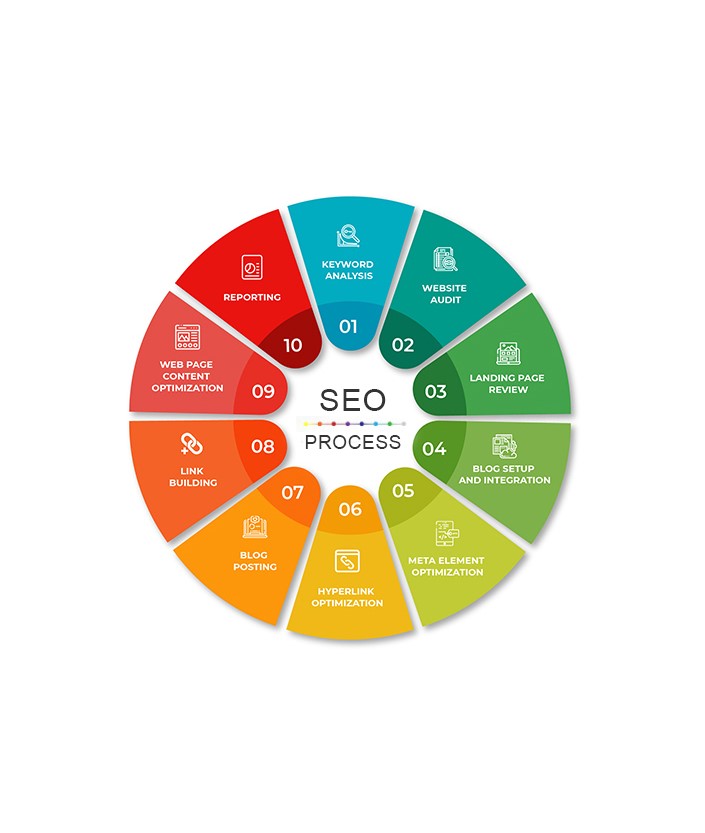 SEO
PROCESS
01
KEYWORD
ANALYSIS
02
WEBSITE
AUDIT
03
LANDING PAGE
REVIEW
04
BLOG SETUP
AND INTEGRATION
05
META ELEMENT
OPTIMIZATION
06
HYPERLINK
OPTIMIZATION
07
BLOG
POSTING
08
LINK
BUILDING
09
WEB PAGE
CONTENT
OPTIMIZATION
10
REPORTING